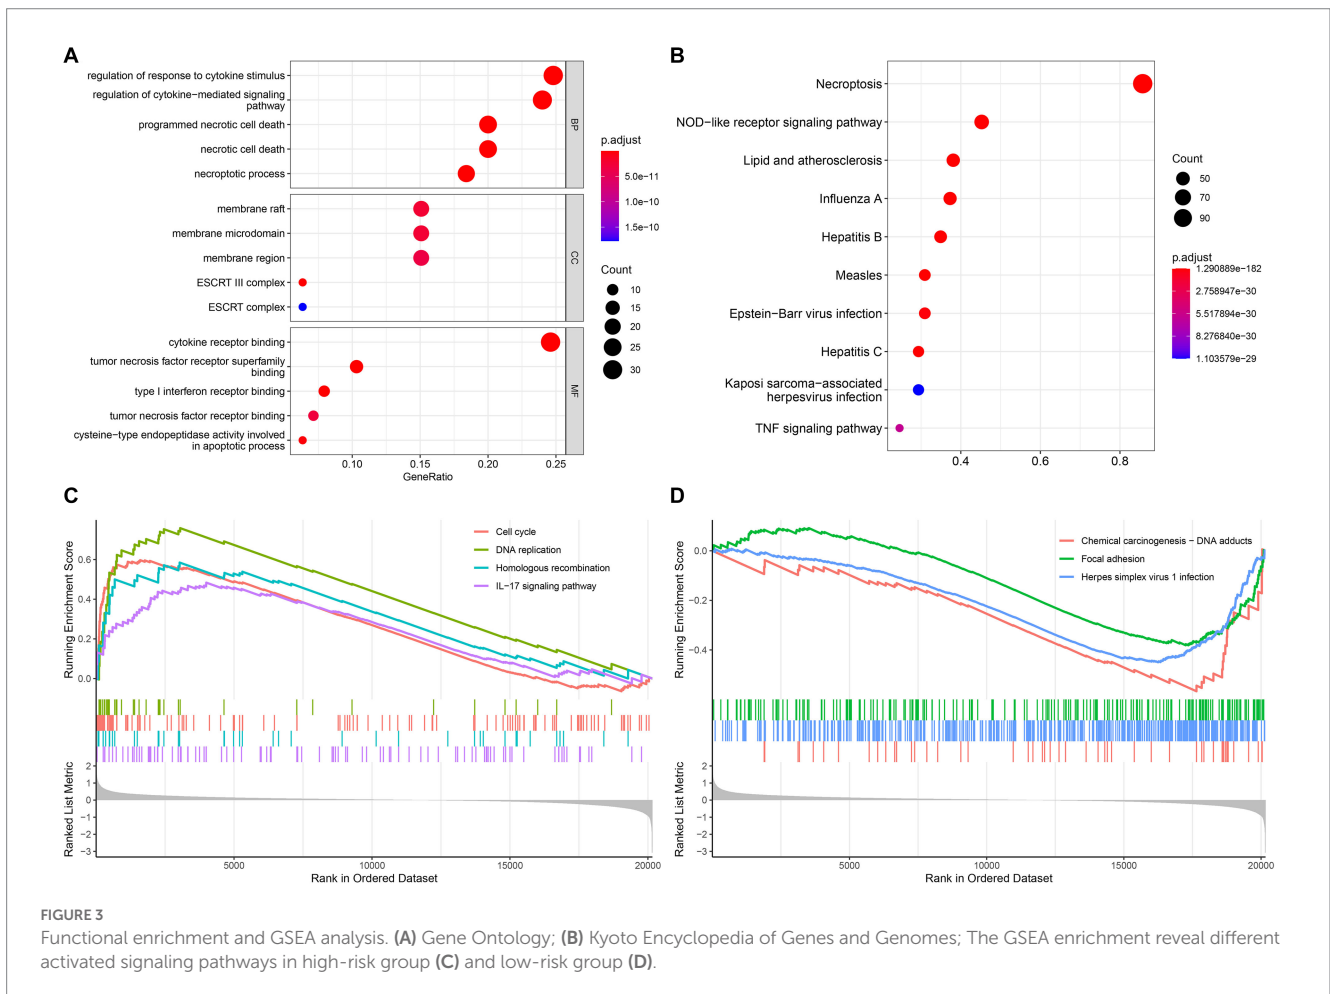 A
regulation of response to cytokine stimulus
regulation of cytokine−mediated signaling
pathway
programmed necrotic cell death
necrotic cell death
necroptotic process
BP
membrane raft
membrane microdomain
membrane region
ESCRT III complex
ESCRT complex
CC
cytokine receptor binding
tumor necrosis factor receptor superfamily
binding
type I interferon receptor binding
tumor necrosis factor receptor binding
cysteine−type endopeptidase activity involved
in apoptotic process
MF
0.10 0.15 0.20 0.25
GeneRatio
p.adjust
5.0e−11
1.0e−10
1.5e−10
Count
10
15
20
25
30
B
Necroptosis
NOD−like receptor signaling pathway
Lipid and atherosclerosis
Influenza A
Hepatitis B
Measles
Epstein−Barr virus infection
Hepatitis C
Kaposi sarcoma−associated
herpesvirus infection
TNF signaling pathway
0.4 0.6 0.8
Count
50
70
90
p.adjust
1.290889e−182
2.758947e−30
5.517894e−30
8.276840e−30
1.103579e−29
C
Running Enrichment Score
0.6
0.4
0.2
0.0
Cell cycle
DNA replication
Homologous recombination
IL−17 signaling pathway
Ranked List Metric
2
1
0
−1
−2
−3
5000 10000 15000 20000
Rank in Ordered Dataset
D
Running Enrichment Score
0.0
−0.2
−0.4
Chemical carcinogenesis − DNA adducts
Focal adhesion
Herpes simplex virus 1 infection
Ranked List Metric
2
1
0
−1
−2
−3
5000 10000 15000 20000
Rank in Ordered Dataset
FIGURE 3
Functional enrichment and GSEA analysis. (A) Gene Ontology; (B) Kyoto Encyclopedia of Genes and Genomes; The GSEA enrichment reveal different
activated signaling pathways in high-risk group (C) and low-risk group (D).